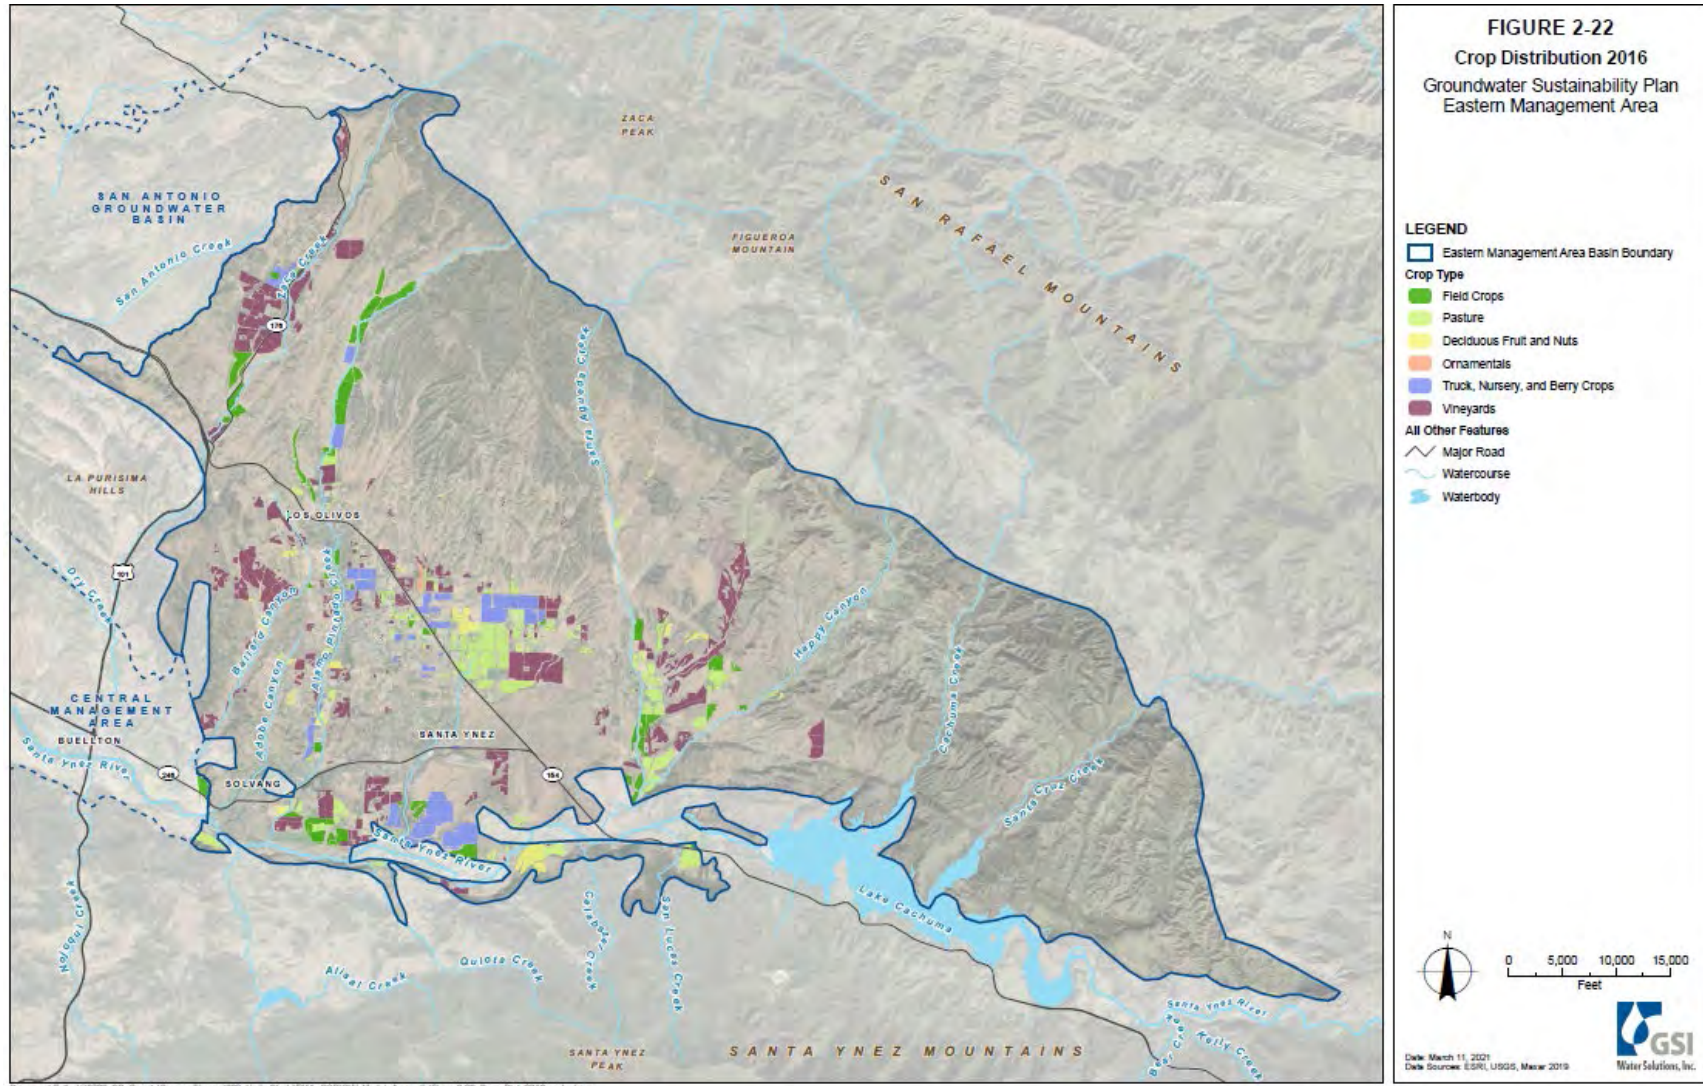 FIGURE 2-22
Crop Distribution 2016
Groundwater Sustainability Plan
Eastern Management Area
LEGEND
Eastern Management Area Basin Boundary
Crop Type
Field Crops
Pasture
Deciduous Fruit and Nuts
Ornamentals
Truck, Nursery, and Berry Crops
Vineyards
All Other Features
Major Road
Watercourse
Waterbody
N
0 5,000 10,000 15,000
Feet
GSI
Water Solutions, Inc.
Date: March 11, 2021
Data Sources: ESRI, USGS, Maxar 2019
ZACA
PEAK
SAN ANTONIO
GROUNDWATER
BASIN
San Antonio Creek
Zaca Creek
FIGUEROA
MOUNTAIN
SAN RAFAEL MOUNTAINS
176
Santa Agueda Creek
LA PURISIMA
HILLS
LOS OLIVOS
101
Dry Creek
Ballard Canyon
Alamo Pintado Creek
Adobe Canyon
Happy Canyon
Cachuma Creek
CENTRAL
MANAGEMENT
AREA
BUELLTON
Santa Ynez River
246
SOLVANG
SANTA YNEZ
154
Santa Cruz Creek
Santa Ynez River
Lake Cachuma
Nojoqui Creek
Alisal Creek
Quiota Creek
Calabazal Creek
San Lucas Creek
Santa Ynez River
Bear Creek
Kelly Creek
SANTA YNEZ
PEAK
SANTA YNEZ MOUNTAINS